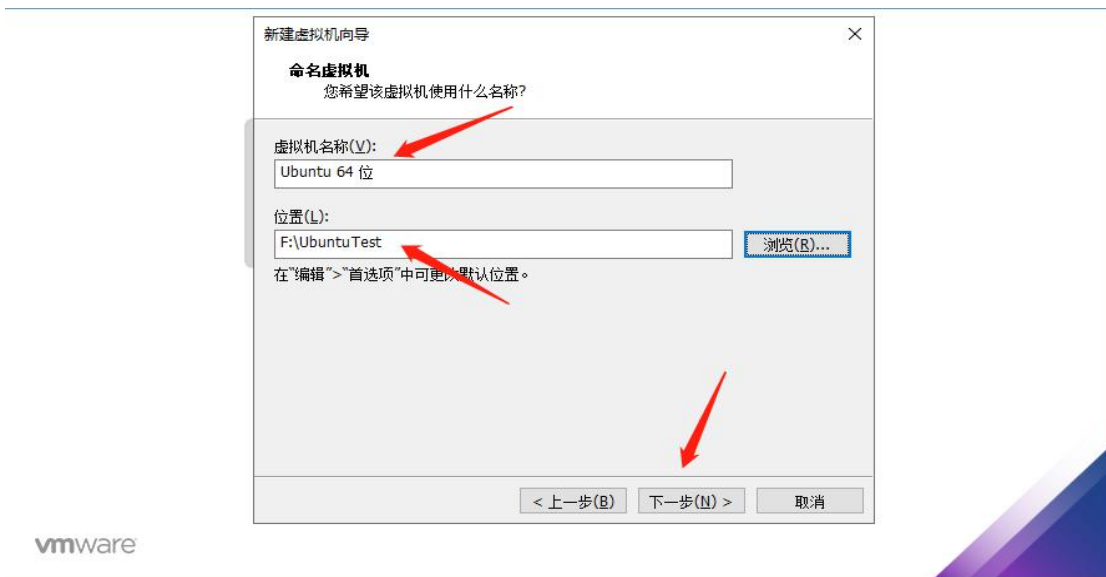 新建虚拟机向导
命名虚拟机
您希望该虚拟机使用什么名称?
虚拟机名称(V):
Ubuntu 64 位
位置(L):
F:\UbuntuTest
浏览(R)...
在"编辑">"首选项"中可更改默认位置。
< 上一步(B)
下一步(N) >
取消
vmware